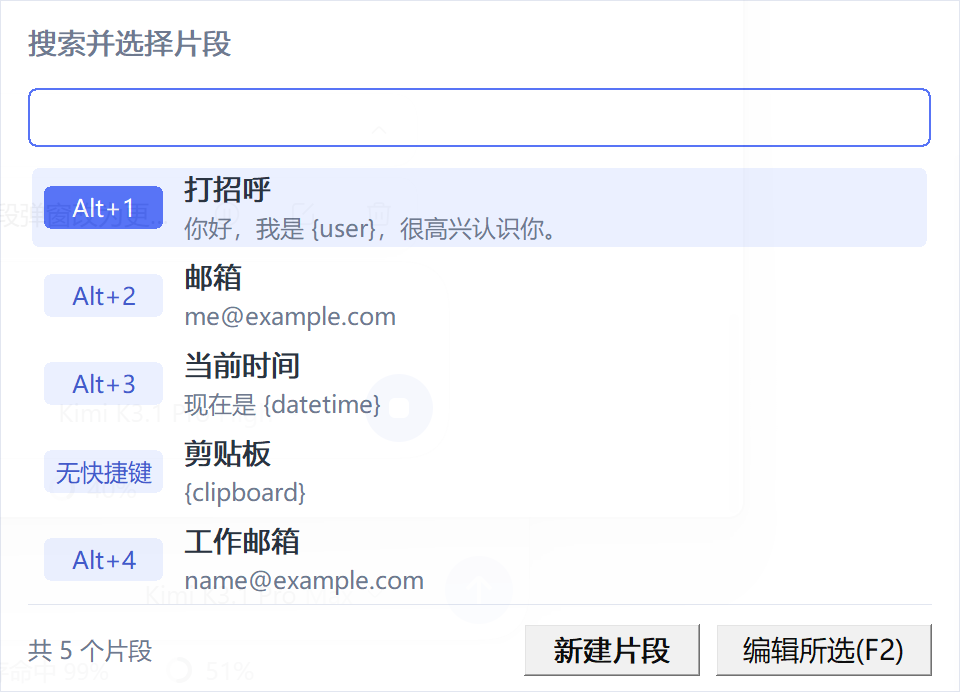 搜索并选择片段
Alt+1
打招呼
你好，我是 {user}，很高兴认识你。
Alt+2
邮箱
me@example.com
Alt+3
当前时间
现在是 {datetime}
无快捷键
剪贴板
{clipboard}
Alt+4
工作邮箱
name@example.com
共 5 个片段
新建片段
编辑所选(F2)
51%